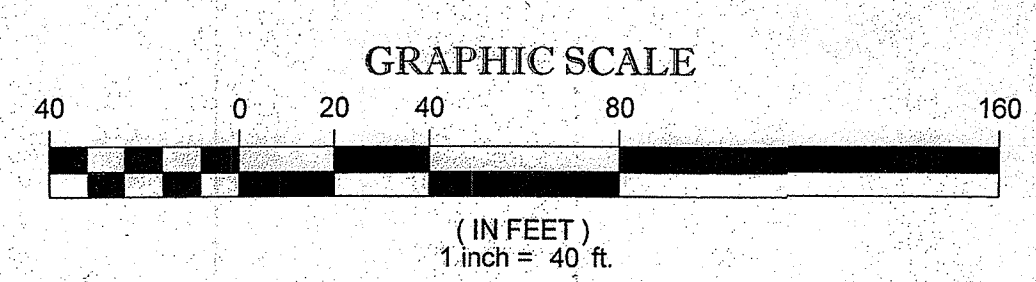 GRAPHIC SCALE
40 0 20 40 80 160
( IN FEET )
1 inch = 40 ft.